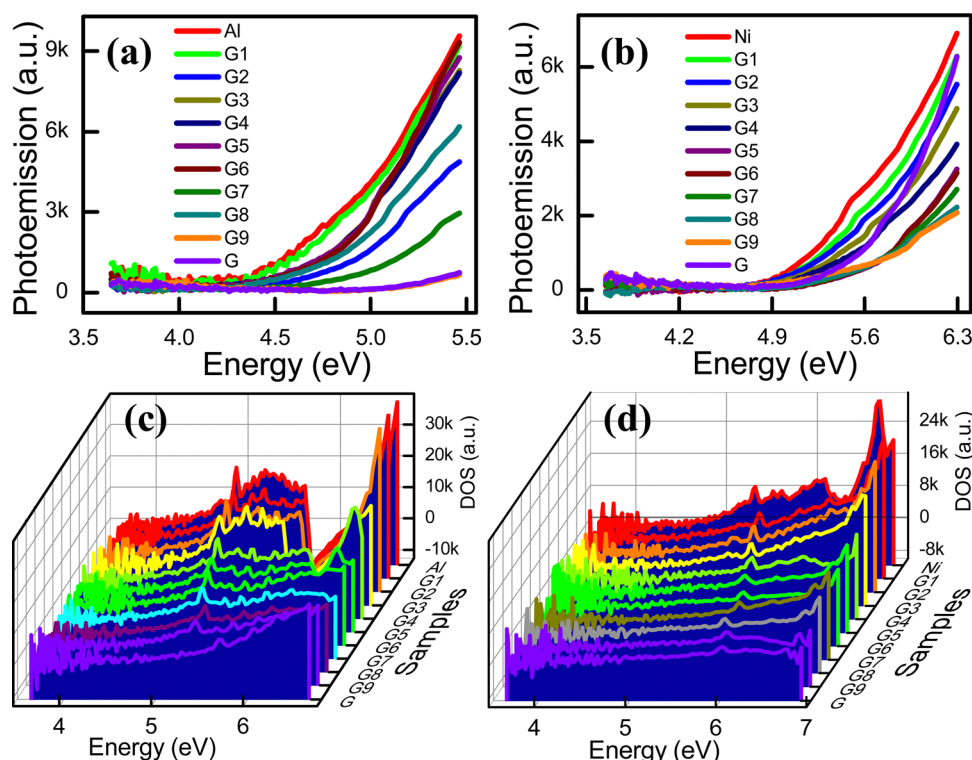 (a)
Photoemission (a.u.)
9k
6k
3k
0
Al
G1
G2
G3
G4
G5
G6
G7
G8
G9
G
3.5 4.0 4.5 5.0 5.5
Energy (eV)
(b)
Photoemission (a.u.)
6k
4k
2k
0
Ni
G1
G2
G3
G4
G5
G6
G7
G8
G9
G
3.5 4.2 4.9 5.6 6.3
Energy (eV)
(c)
30k
20k
10k
0
-10k
DOS (a.u.)
Al
G1
G2
G3
G4
G5
G6
G7
G8
G9
G
Samples
4 5 6
Energy (eV)
(d)
24k
16k
8k
0
-8k
DOS (a.u.)
Ni
G1
G2
G3
G4
G5
G6
G7
G8
G9
G
Samples
4 5 6 7
Energy (eV)